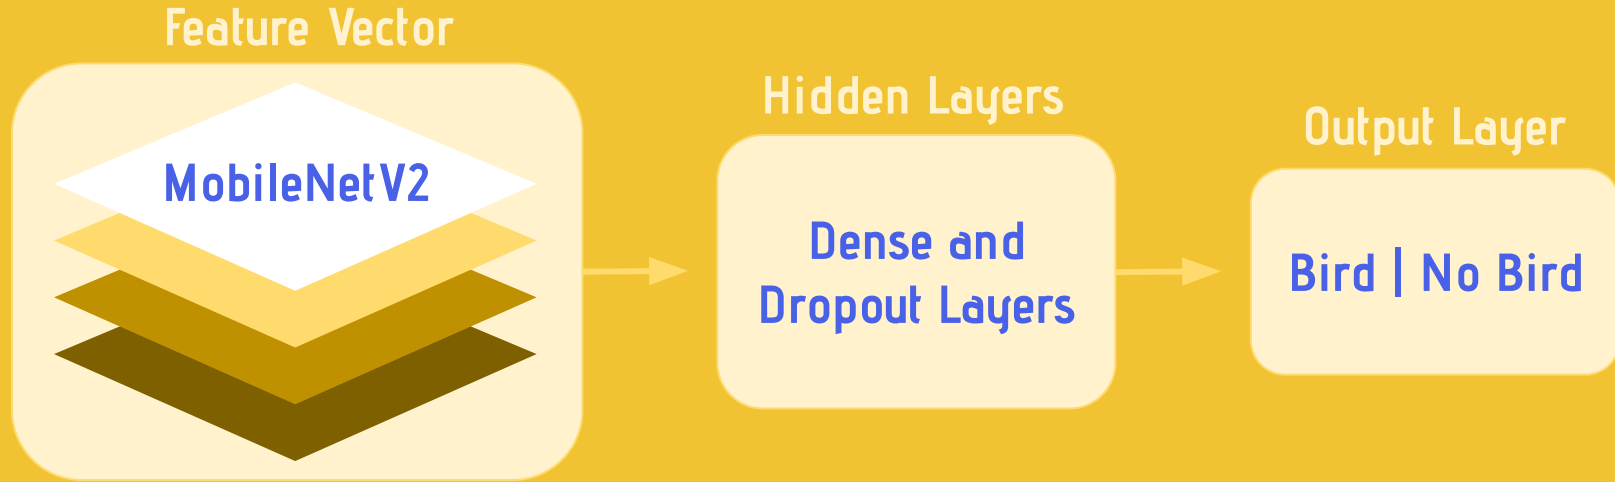 Feature Vector
MobileNetV2
Hidden Layers
Dense and
Dropout Layers
Output Layer
Bird | No Bird